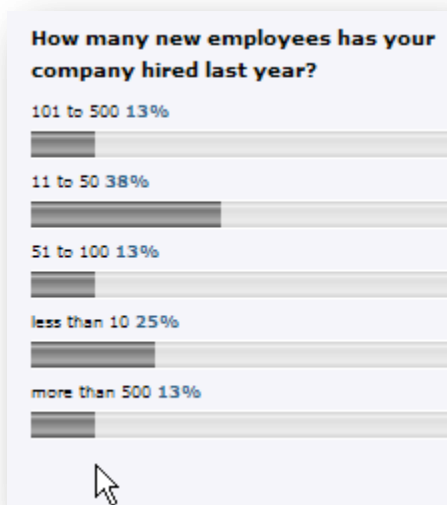 How many new employees has your
company hired last year?
101 to 500 13%
11 to 50 38%
51 to 100 13%
less than 10 25%
more than 500 13%